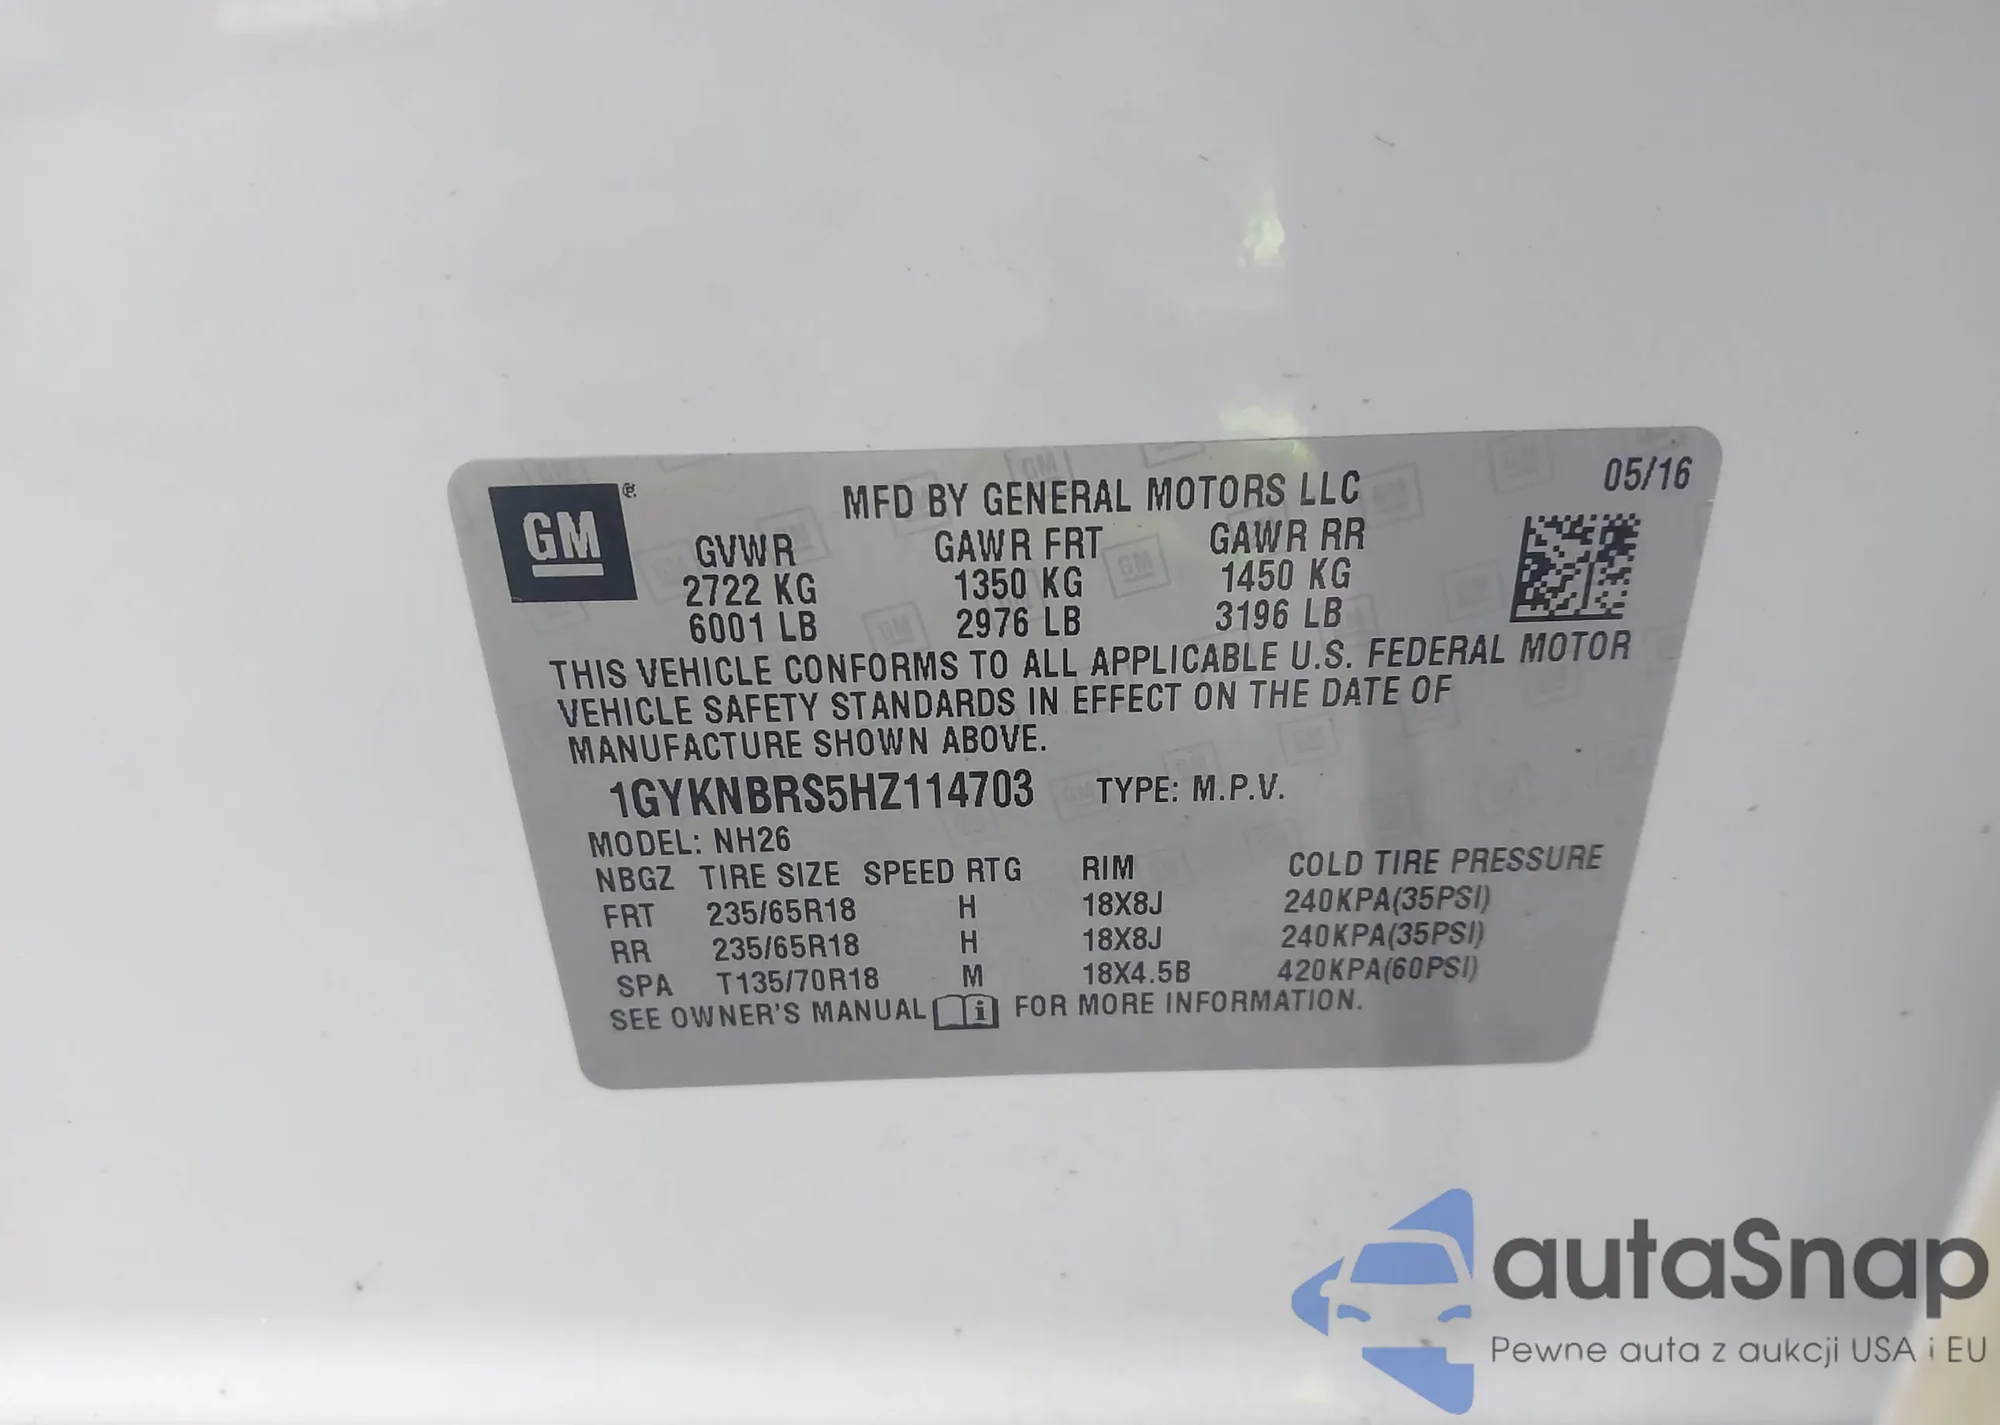 GM
MFD BY GENERAL MOTORS LLC 05/16
GVWR GAWR FRT GAWR RR
2722 KG 1350 KG 1450 KG
6001 LB 2976 LB 3196 LB
THIS VEHICLE CONFORMS TO ALL APPLICABLE U.S. FEDERAL MOTOR
VEHICLE SAFETY STANDARDS IN EFFECT ON THE DATE OF
MANUFACTURE SHOWN ABOVE.
1GYKNBRS5HZ114703 TYPE: M.P.V.
MODEL: NH26
NBGZ TIRE SIZE SPEED RTG RIM COLD TIRE PRESSURE
FRT 235/65R18 H 18X8J 240KPA(35PSI)
RR 235/65R18 H 18X8J 240KPA(35PSI)
SPA T135/70R18 M 18X4.5B 420KPA(60PSI)
SEE OWNER'S MANUAL i FOR MORE INFORMATION.
autaSnap
Pewne auta z aukcji USA i EU